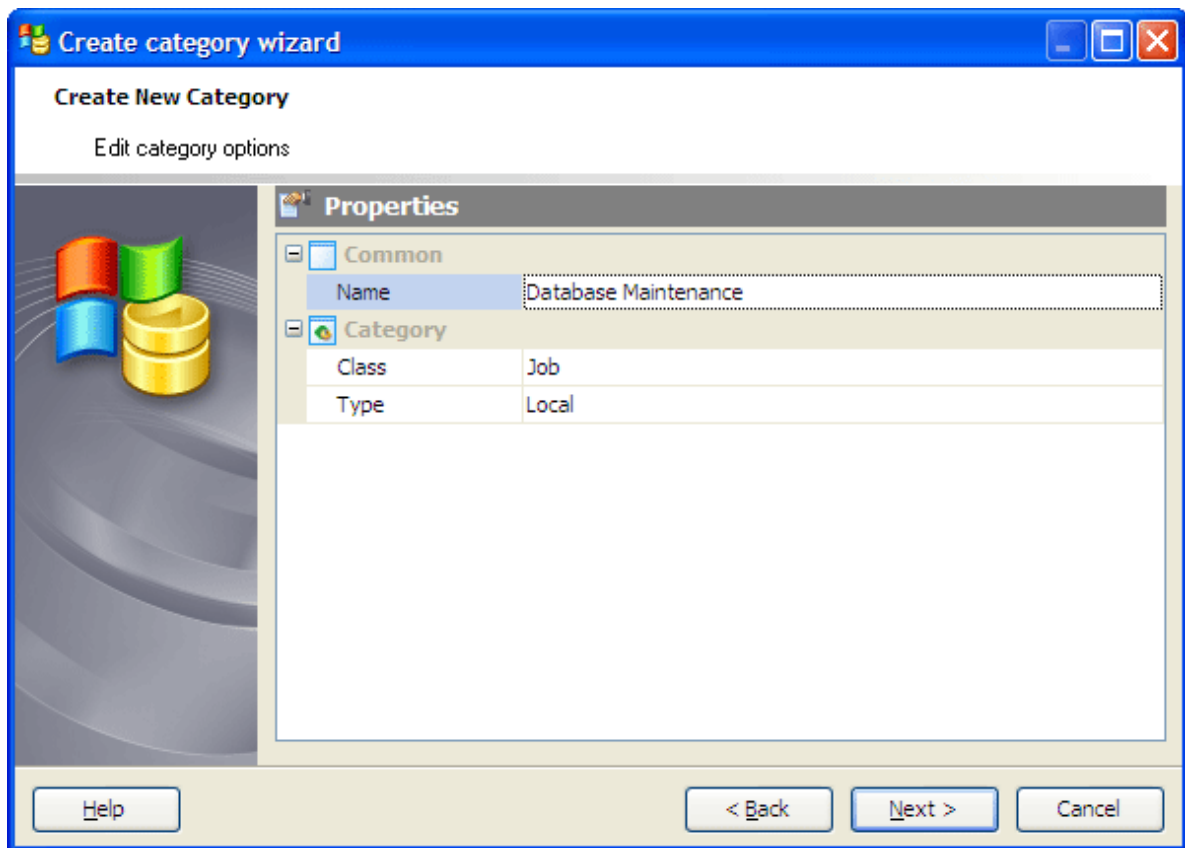 Create category wizard
Create New Category
Edit category options
Properties
Common
Name Database Maintenance
Category
Class Job
Type Local
Help < Back Next > Cancel